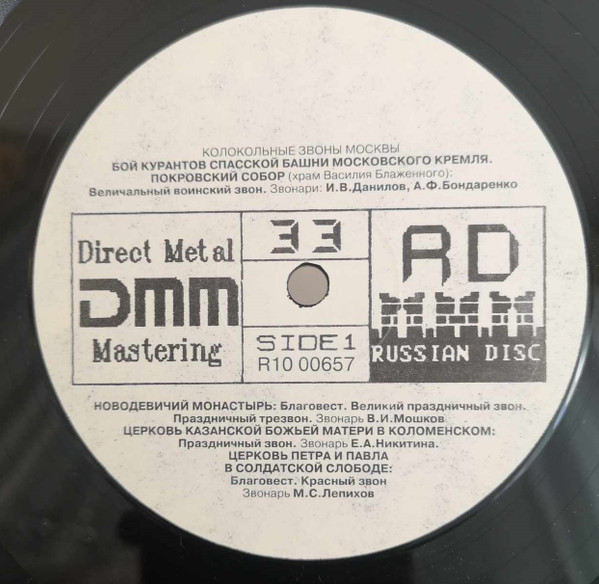 КОЛОКОЛЬНЫЕ ЗВОНЫ МОСКВЫ
БОЙ КУРАНТОВ СПАССКОЙ БАШНИ МОСКОВСКОГО КРЕМЛЯ.
ПОКРОВСКИЙ СОБОР (храм Василия Блаженного):
Величальный воинский звон. Звонари: И.В.Данилов, А.Ф.Бондаренко
Direct Metal
DMM
Mastering
33
SIDE 1
R10 00657
RD
RUSSIAN DISC
НОВОДЕВИЧИЙ МОНАСТЫРЬ: Благовест. Великий праздничный звон.
Праздничный трезвон. Звонарь В.И.Мошков
ЦЕРКОВЬ КАЗАНСКОЙ БОЖЬЕЙ МАТЕРИ В КОЛОМЕНСКОМ:
Праздничный звон. Звонарь Е.А.Никитина.
ЦЕРКОВЬ ПЕТРА И ПАВЛА
В СОЛДАТСКОЙ СЛОБОДЕ:
Благовест. Красный звон
Звонарь М.С.Лепихов